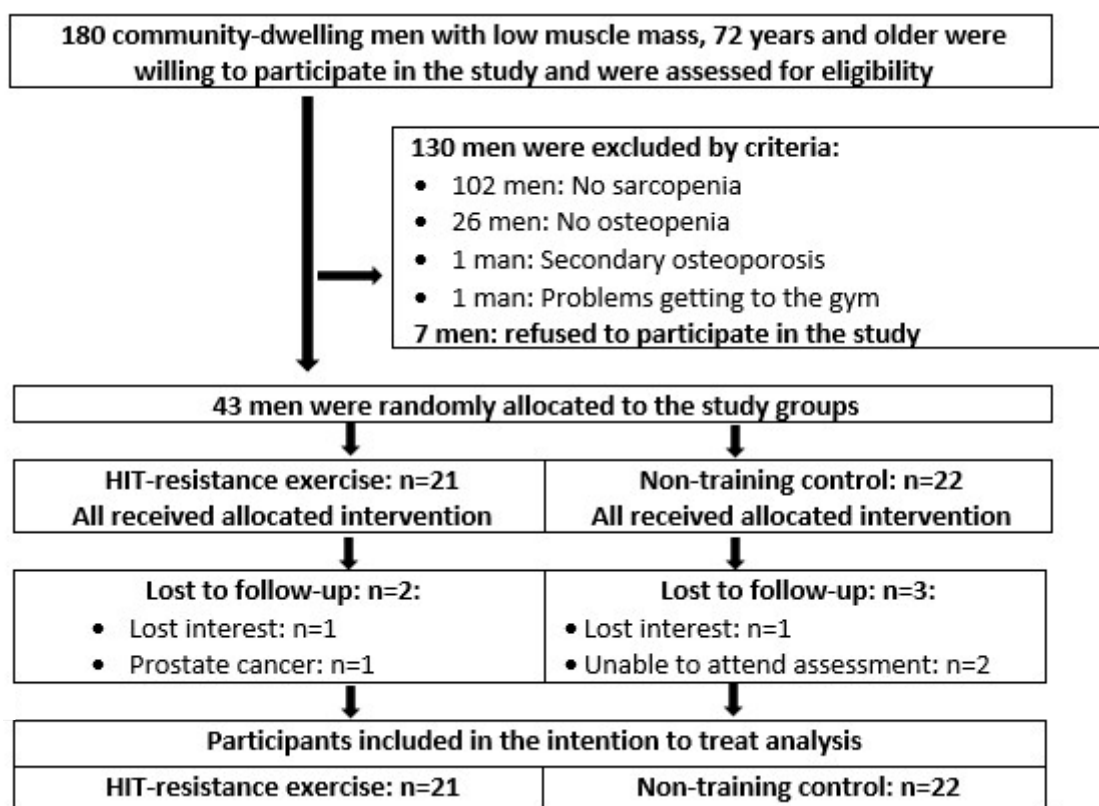 180 community-dwelling men with low muscle mass, 72 years and older were
willing to participate in the study and were assessed for eligibility
130 men were excluded by criteria:
• 102 men: No sarcopenia
• 26 men: No osteopenia
• 1 man: Secondary osteoporosis
• 1 man: Problems getting to the gym
7 men: refused to participate in the study
43 men were randomly allocated to the study groups
HIT-resistance exercise: n=21
All received allocated intervention
Non-training control: n=22
All received allocated intervention
Lost to follow-up: n=2:
• Lost interest: n=1
• Prostate cancer: n=1
Lost to follow-up: n=3:
• Lost interest: n=1
• Unable to attend assessment: n=2
Participants included in the intention to treat analysis
HIT-resistance exercise: n=21
Non-training control: n=22